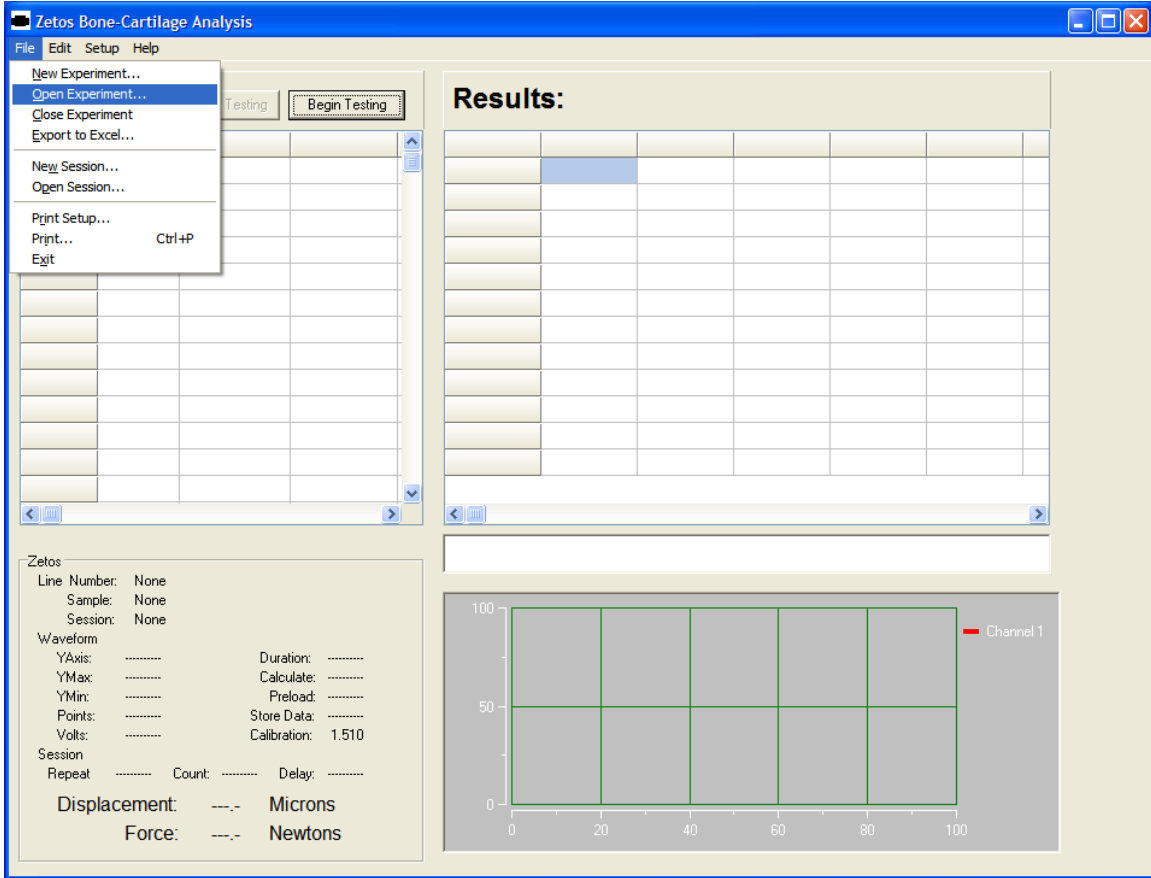 Zetos Bone-Cartilage Analysis
File Edit Setup Help
New Experiment...
Open Experiment...
Close Experiment
Export to Excel...
New Session...
Open Session...
Print Setup...
Print... Ctrl+P
Exit
Testing
Begin Testing
Results:
Zetos
Line Number: None
Sample: None
Session: None
Waveform
YAxis: ---------- Duration: ----------
YMax: ---------- Calculate: ----------
YMin: ---------- Preload: ----------
Points: ---------- Store Data: ----------
Volts: ---------- Calibration: 1.510
Session
Repeat ---------- Count: ---------- Delay: ----------
Displacement: ---.- Microns
Force: ---.- Newtons
100
50
0
0 20 40 60 80 100
Channel 1